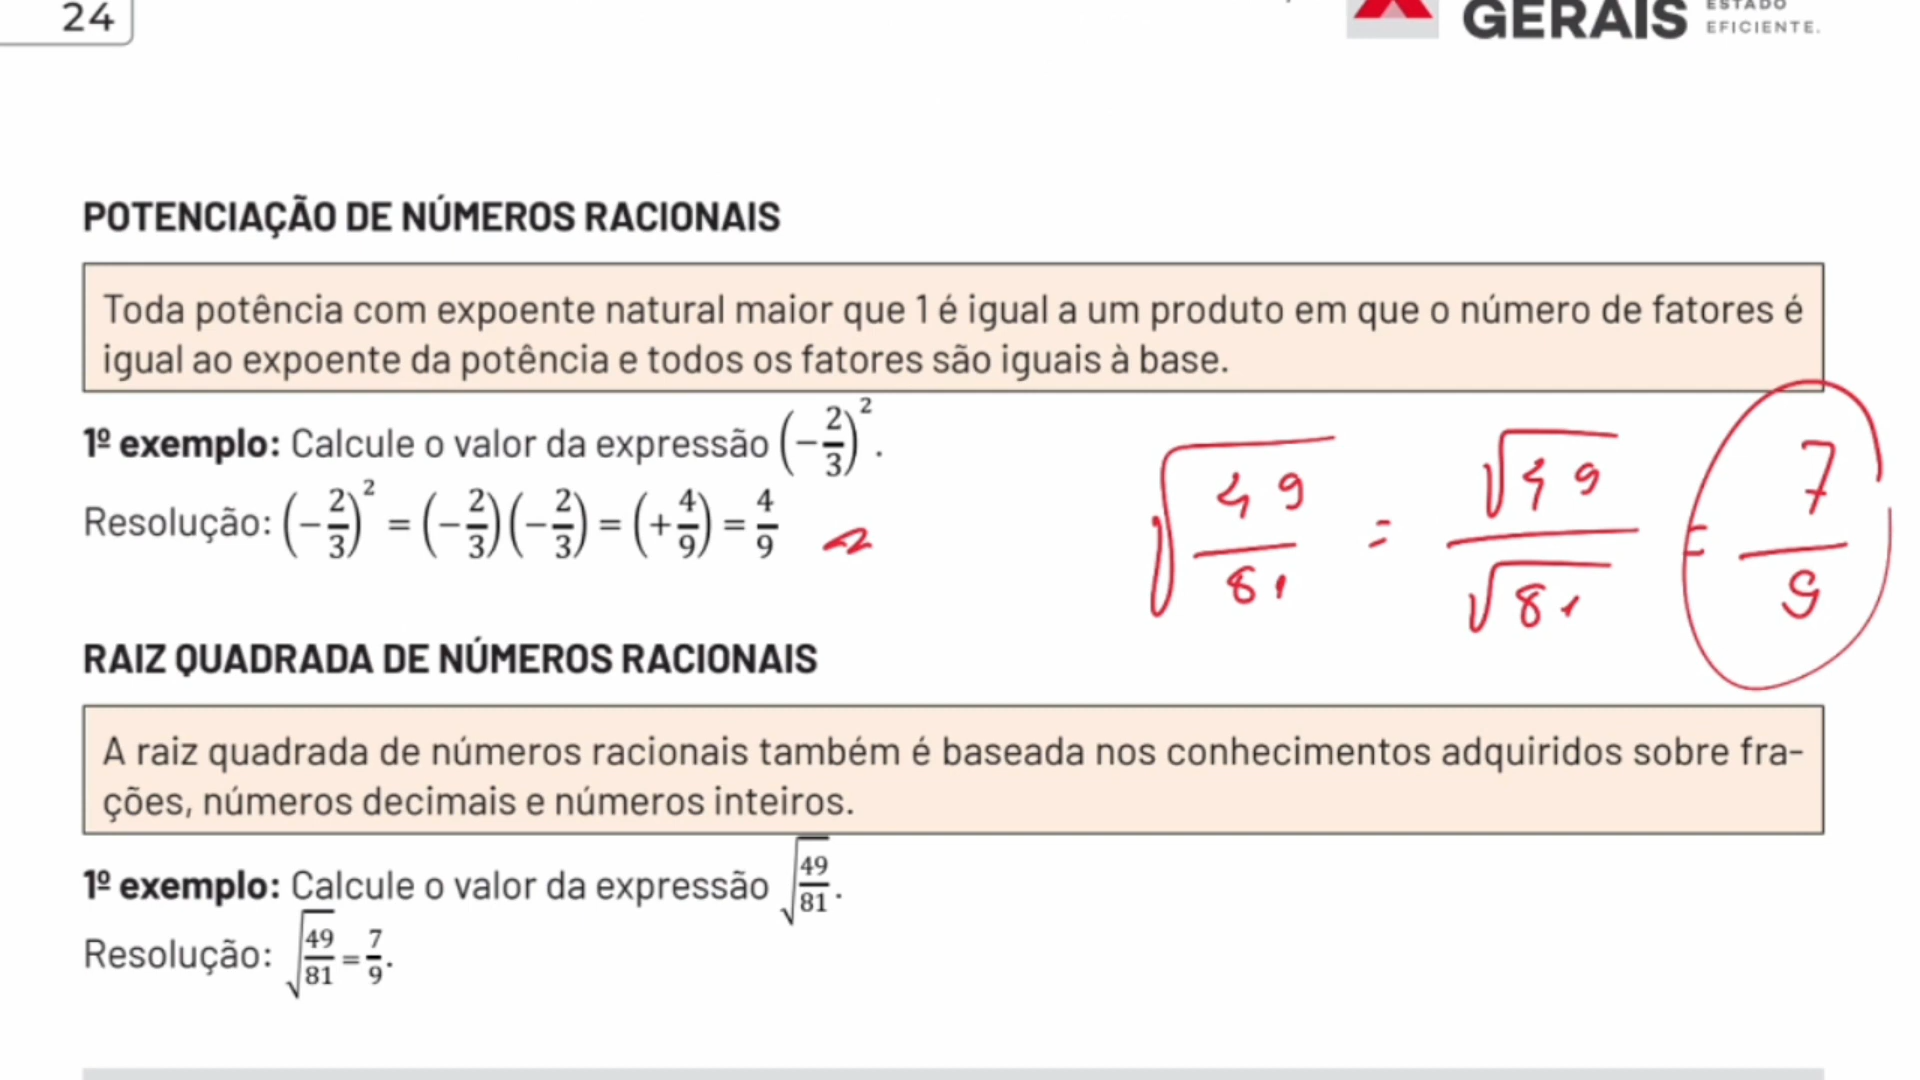 24
GERAIS
ESTADO
EFICIENTE.
POTENCIAÇÃO DE NÚMEROS RACIONAIS
Toda potência com expoente natural maior que 1 é igual a um produto em que o número de fatores é
igual ao expoente da potência e todos os fatores são iguais à base.
1º exemplo: Calcule o valor da expressão (−2/3)².
Resolução: (−2/3)² = (−2/3)(−2/3) = (+4/9) = 4/9
√(49/81) = √49/√81 = 7/9
RAIZ QUADRADA DE NÚMEROS RACIONAIS
A raiz quadrada de números racionais também é baseada nos conhecimentos adquiridos sobre fra-
ções, números decimais e números inteiros.
1º exemplo: Calcule o valor da expressão √(49/81).
Resolução: √(49/81) = 7/9.